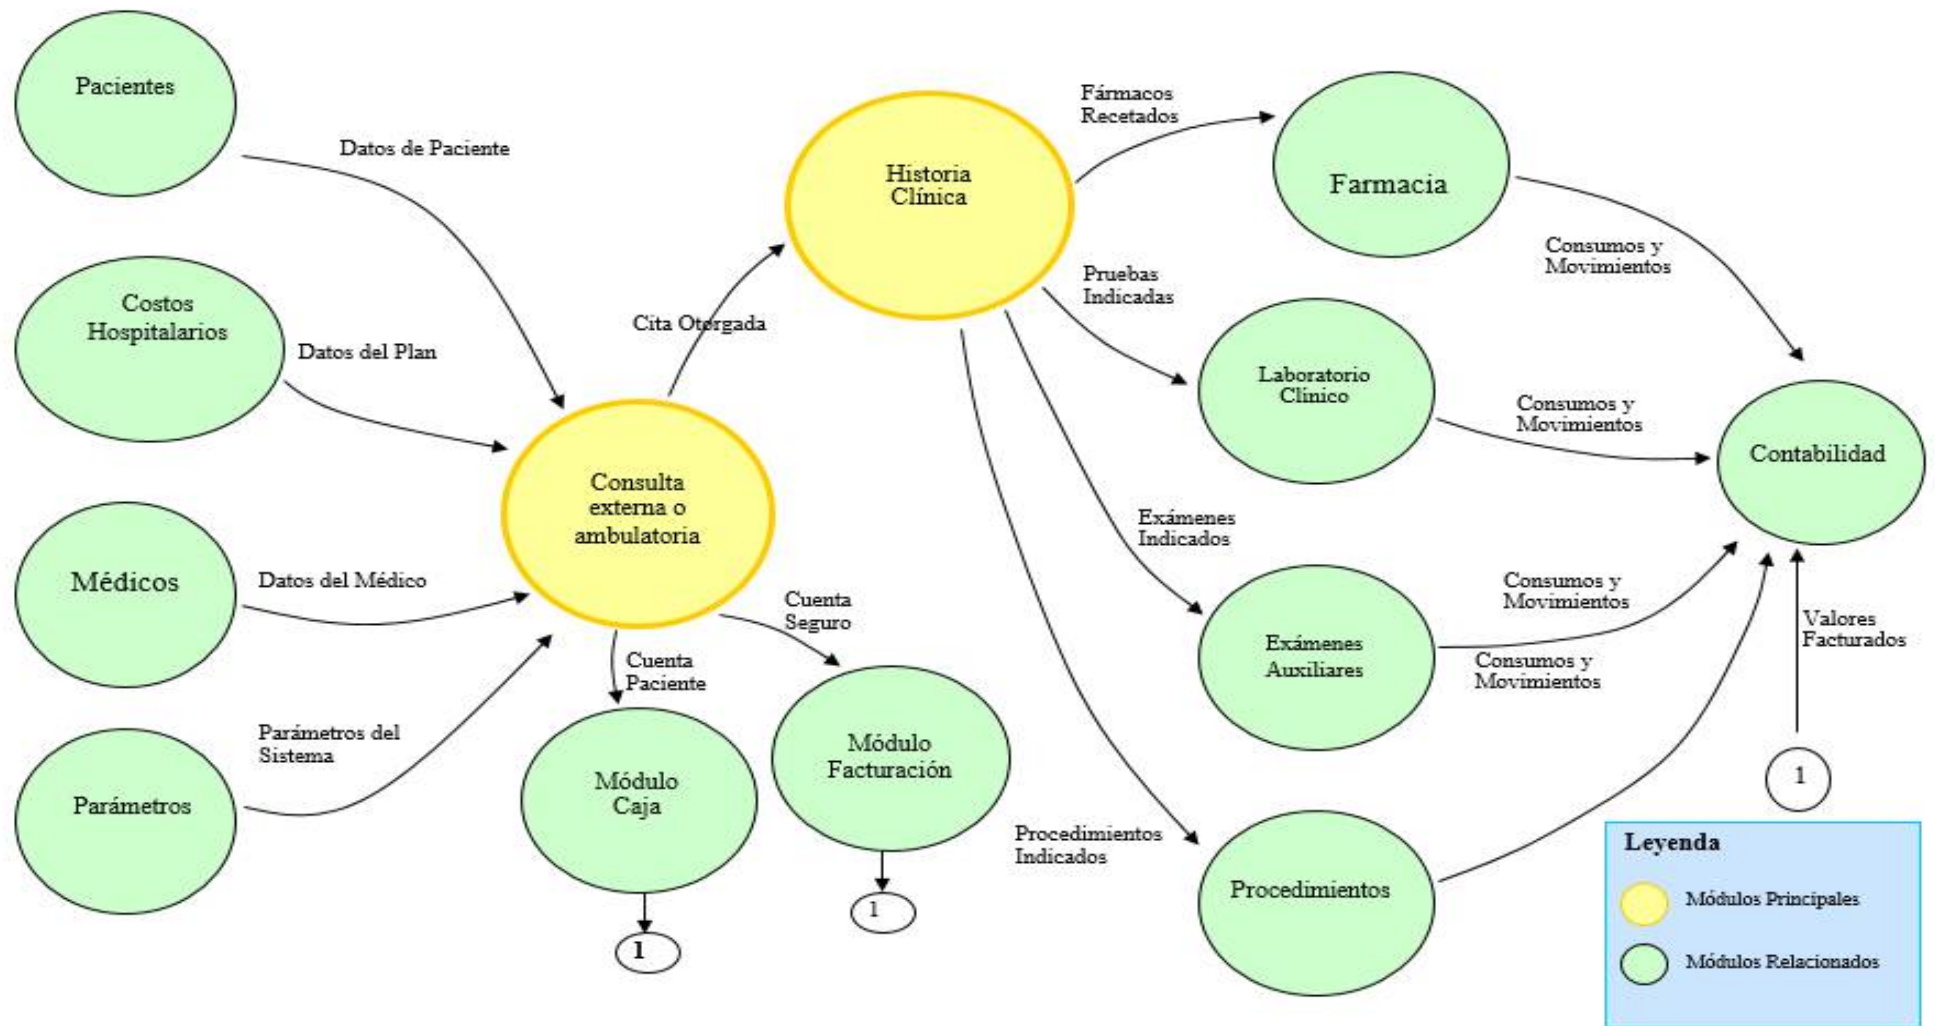 Pacientes
Datos de Paciente
Costos
Hospitalarios
Datos del Plan
Médicos
Datos del Médico
Parámetros
Parámetros del
Sistema
Consulta
externa o
ambulatoria
Cita Otorgada
Cuenta
Paciente
Cuenta
Seguro
Módulo
Caja
1
Módulo
Facturación
1
Historia
Clínica
Fármacos
Recetados
Pruebas
Indicadas
Exámenes
Indicados
Procedimientos
Indicados
Farmacia
Consumos y
Movimientos
Laboratorio
Clínico
Consumos y
Movimientos
Exámenes
Auxiliares
Consumos y
Movimientos
Consumos y
Movimientos
Procedimientos
Contabilidad
Valores
Facturados
1
Leyenda
Módulos Principales
Módulos Relacionados